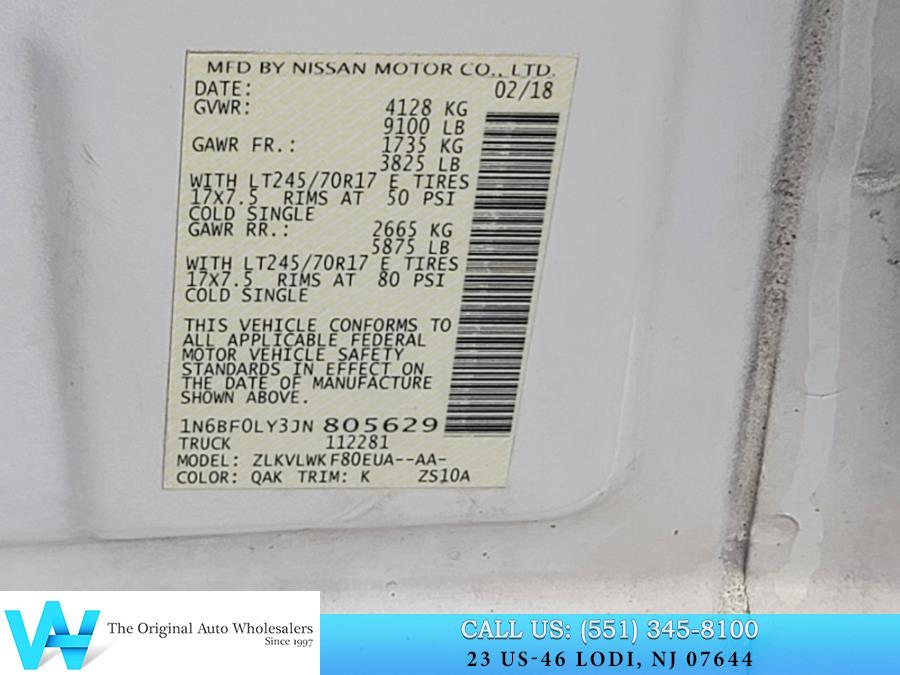 MFD BY NISSAN MOTOR CO., LTD.
DATE: 02/18
GVWR: 4128 KG
9100 LB
GAWR FR.: 1735 KG
3825 LB
WITH LT245/70R17 E TIRES
17X7.5 RIMS AT 50 PSI
COLD SINGLE
GAWR RR.: 2665 KG
5875 LB
WITH LT245/70R17 E TIRES
17X7.5 RIMS AT 80 PSI
COLD SINGLE
THIS VEHICLE CONFORMS TO
ALL APPLICABLE FEDERAL
MOTOR VEHICLE SAFETY
STANDARDS IN EFFECT ON
THE DATE OF MANUFACTURE
SHOWN ABOVE.
1N6BF0LY3JN 805629
TRUCK 112281
MODEL: ZLKVLWKF80EUA--AA-
COLOR: QAK TRIM: K ZS10A
The Original Auto Wholesalers
Since 1997
CALL US: (551) 345-8100
23 US-46 LODI, NJ 07644